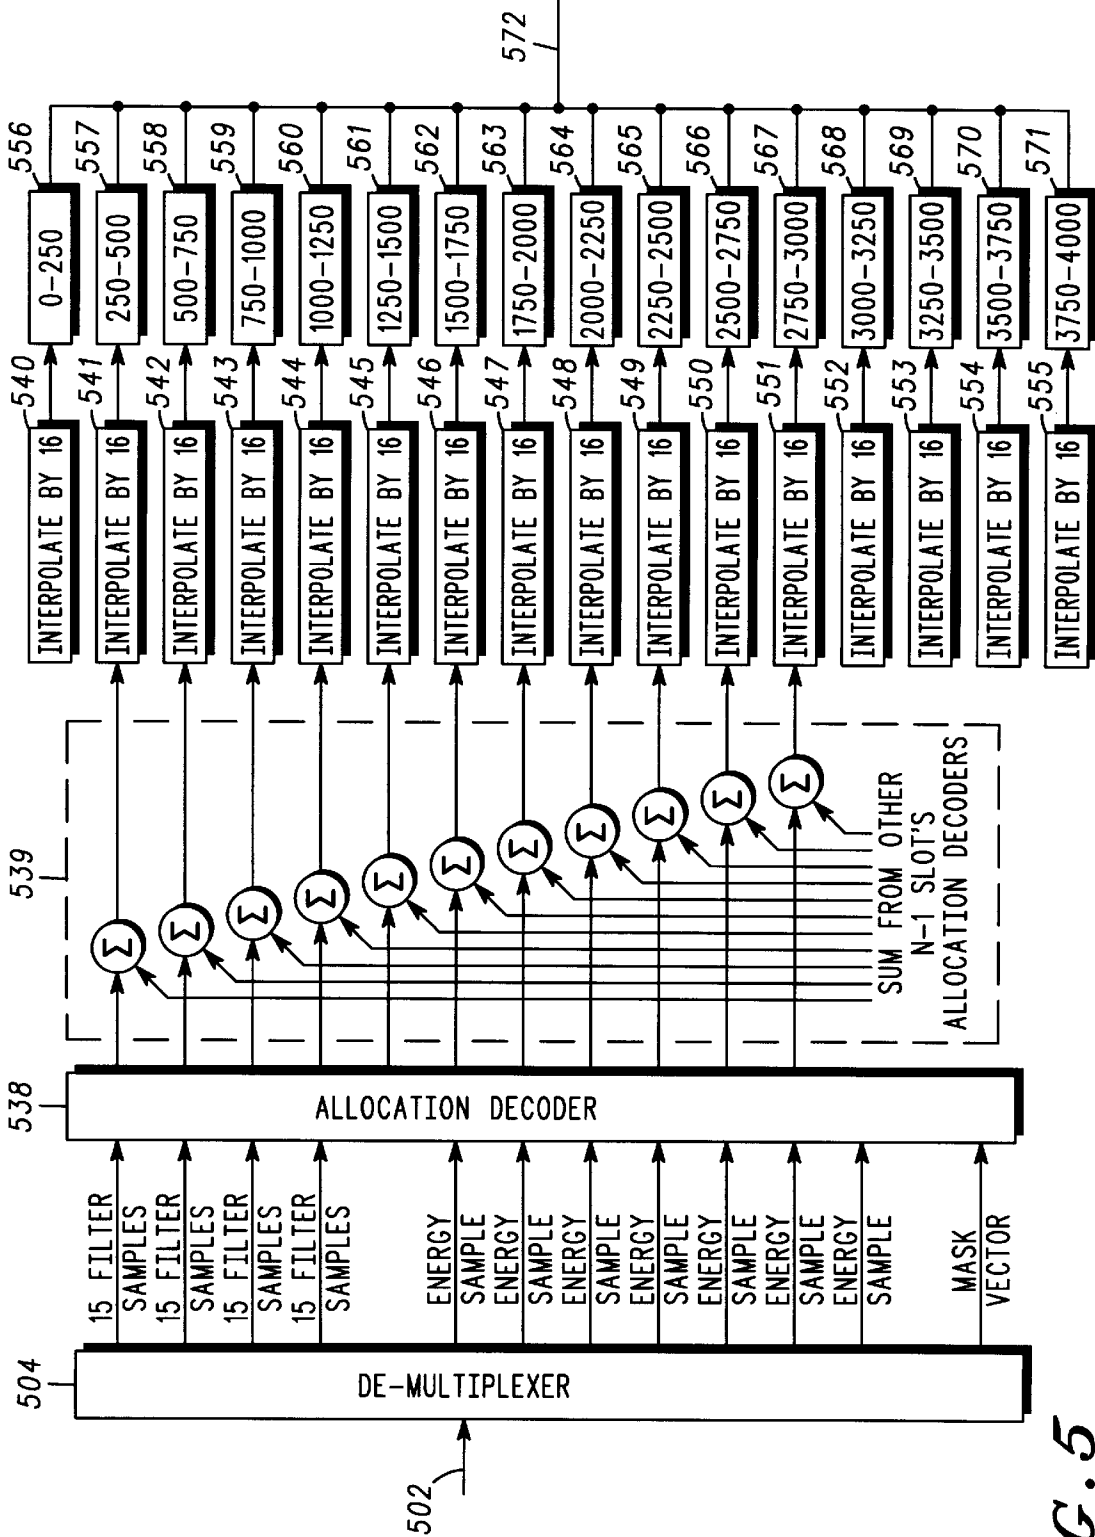 502
504
DE-MULTIPLEXER
15 FILTER
SAMPLES
15 FILTER
SAMPLES
15 FILTER
SAMPLES
15 FILTER
SAMPLES
ENERGY
SAMPLE
ENERGY
SAMPLE
ENERGY
SAMPLE
ENERGY
SAMPLE
ENERGY
SAMPLE
ENERGY
SAMPLE
ENERGY
SAMPLE
MASK
VECTOR
538
ALLOCATION DECODER
539
Σ
Σ
Σ
Σ
Σ
Σ
Σ
Σ
Σ
Σ
Σ
SUM FROM OTHER
N-1 SLOT'S
ALLOCATION DECODERS
540
INTERPOLATE BY 16
541
INTERPOLATE BY 16
542
INTERPOLATE BY 16
543
INTERPOLATE BY 16
544
INTERPOLATE BY 16
545
INTERPOLATE BY 16
546
INTERPOLATE BY 16
547
INTERPOLATE BY 16
548
INTERPOLATE BY 16
549
INTERPOLATE BY 16
550
INTERPOLATE BY 16
551
INTERPOLATE BY 16
552
INTERPOLATE BY 16
553
INTERPOLATE BY 16
554
INTERPOLATE BY 16
555
INTERPOLATE BY 16
556
0-250
557
250-500
558
500-750
559
750-1000
560
1000-1250
561
1250-1500
562
1500-1750
563
1750-2000
564
2000-2250
565
2250-2500
566
2500-2750
567
2750-3000
568
3000-3250
569
3250-3500
570
3500-3750
571
3750-4000
572
G.5